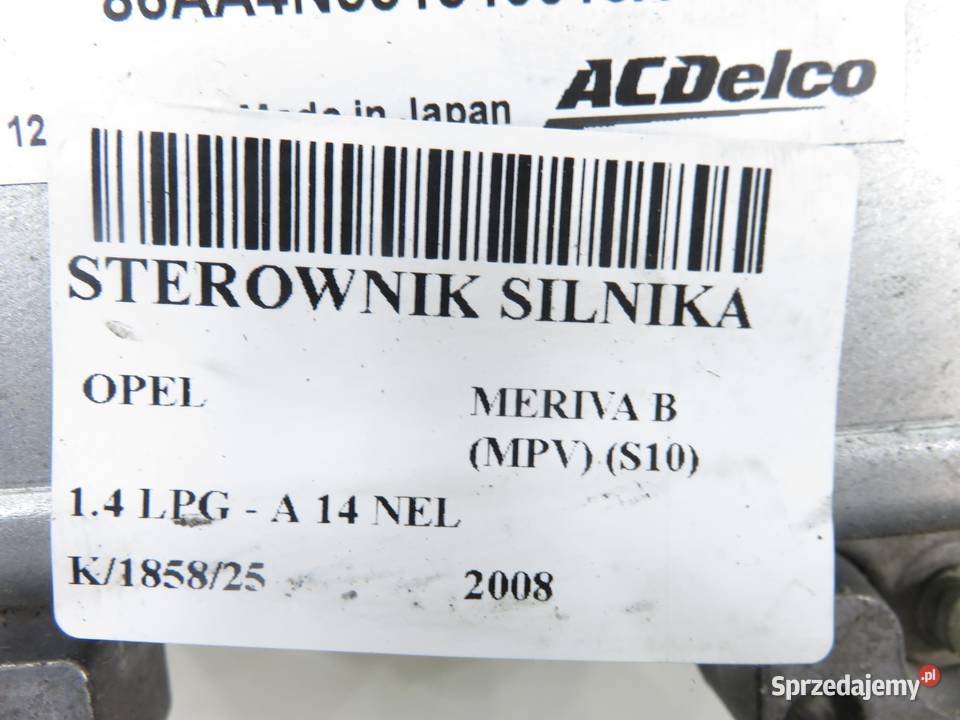 ACDelco
12
Made in Japan
STEROWNIK SILNIKA
OPEL
MERIVA B
(MPV) (S10)
1.4 LPG - A 14 NEL
K/1858/25
2008
Sprzedajemy.pl